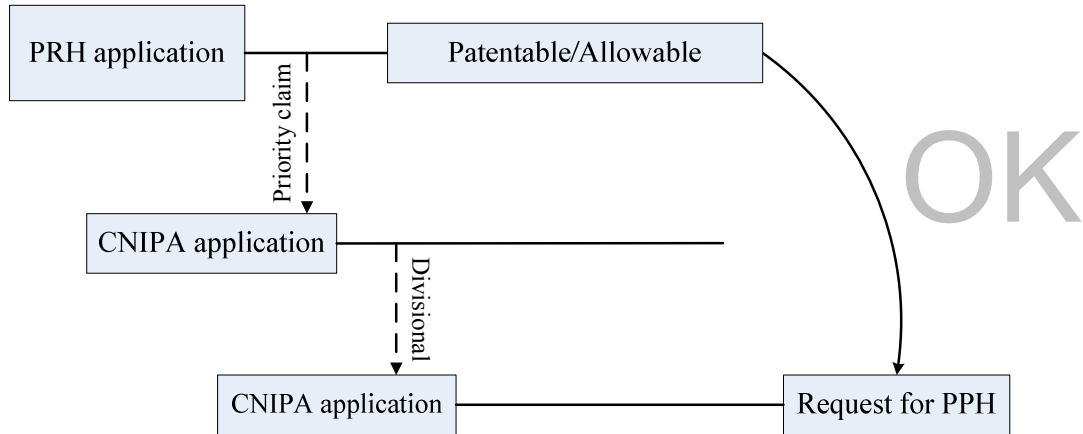 PRH application
Patentable/Allowable
Priority claim
OK
CNIPA application
Divisional
CNIPA application
Request for PPH